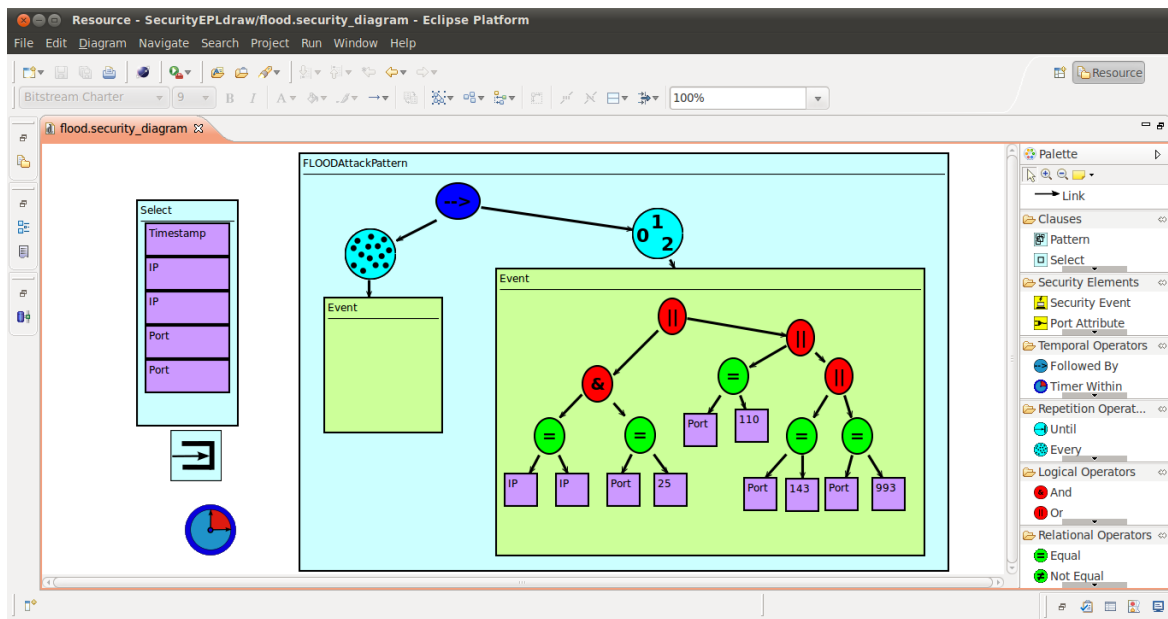 Resource - SecurityEPLdraw/flood.security_diagram - Eclipse Platform
File Edit Diagram Navigate Search Project Run Window Help
Resource
Bitstream Charter 9 B I A 100%
flood.security_diagram
FLOODAttackPattern
Select
Timestamp
IP
IP
Port
Port
-->
0 1 2
Event
Event
||
||
&
=
||
=
=
Port
110
=
=
IP
IP
Port
25
Port
143
Port
993
Palette
Link
Clauses
Pattern
Select
Security Elements
Security Event
Port Attribute
Temporal Operators
Followed By
Timer Within
Repetition Operat...
Until
Every
Logical Operators
And
Or
Relational Operators
Equal
Not Equal